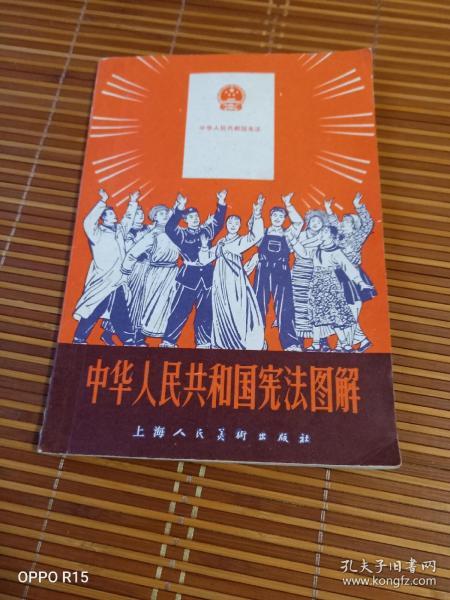 中华人民共和国宪法
中华人民共和国宪法图解
上海人民美術出版社
OPPO R15
孔夫子旧书网
www.kongfz.com